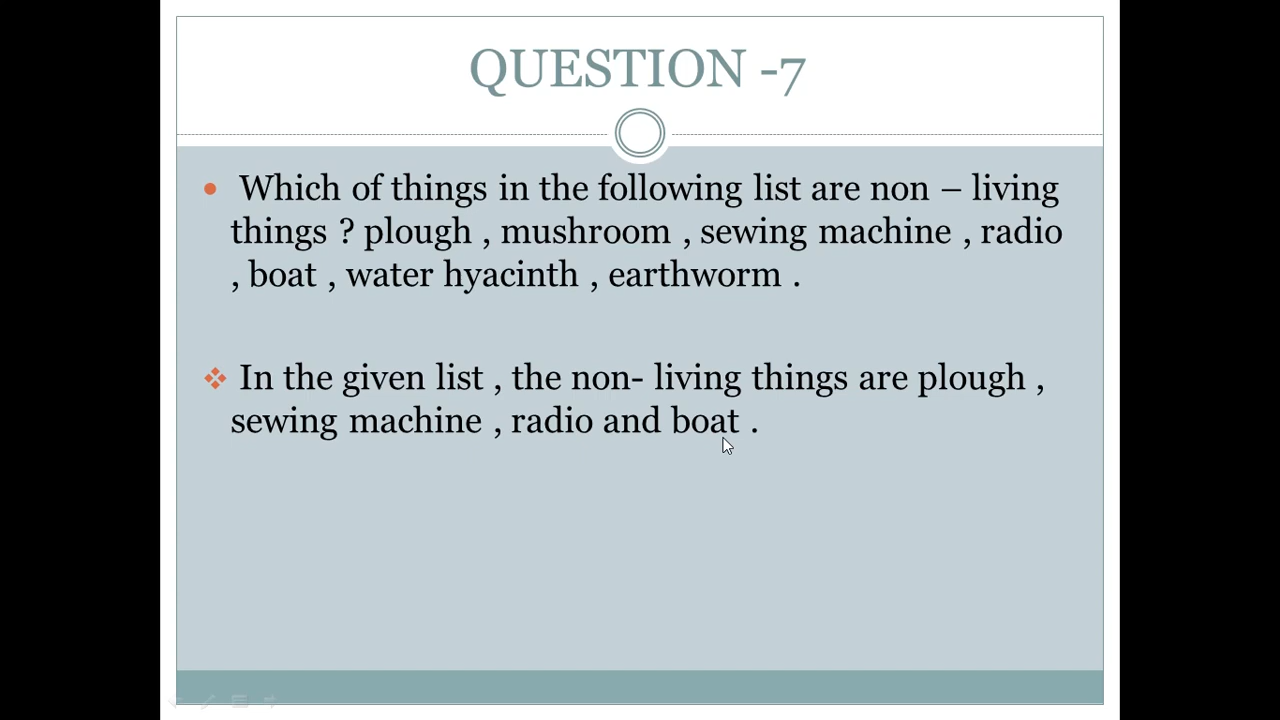 QUESTION -7
Which of things in the following list are non – living
things ? plough , mushroom , sewing machine , radio
, boat , water hyacinth , earthworm .
In the given list , the non- living things are plough ,
sewing machine , radio and boat .